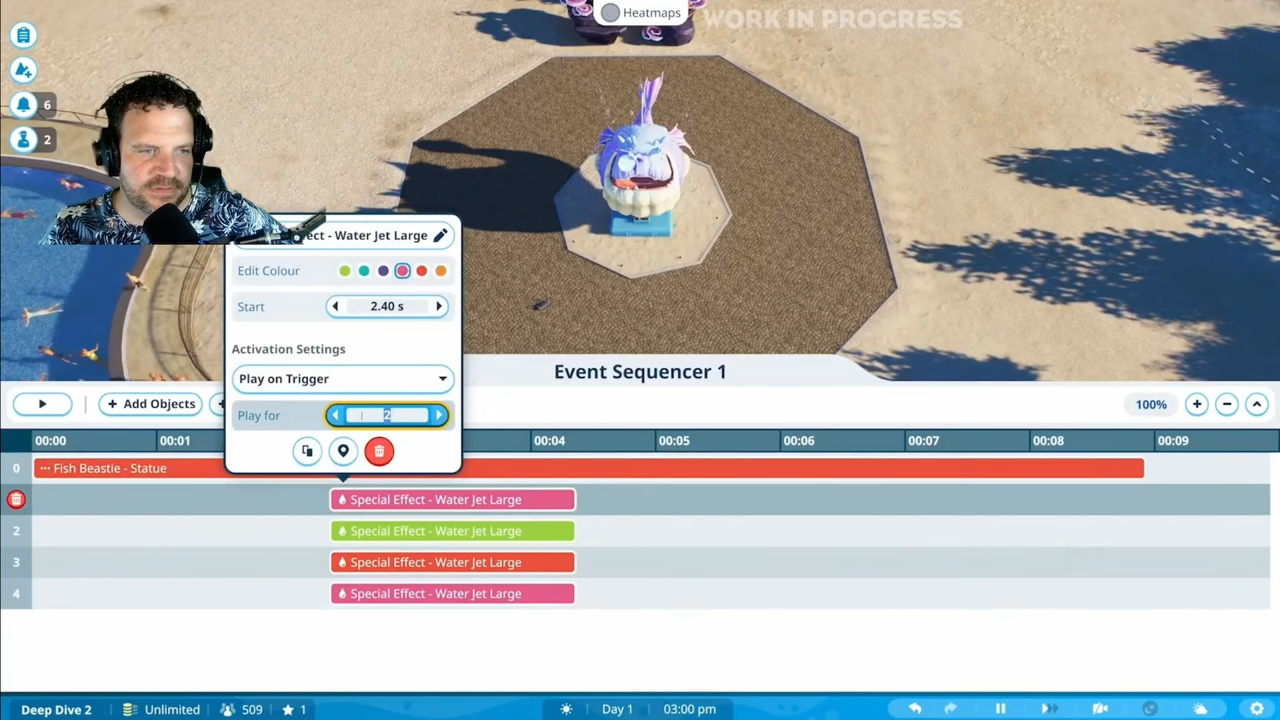 Heatmaps
WORK IN PROGRESS
6
2
ect - Water Jet Large
Edit Colour
Start
2.40 s
Activation Settings
Play on Trigger
Play for
2
Event Sequencer 1
+ Add Objects
+
100%
00:00
00:01
00:04
00:05
00:06
00:07
00:08
00:09
0
··· Fish Beastie - Statue
Special Effect - Water Jet Large
2
Special Effect - Water Jet Large
3
Special Effect - Water Jet Large
4
Special Effect - Water Jet Large
Deep Dive 2
Unlimited
509
1
Day 1
03:00 pm